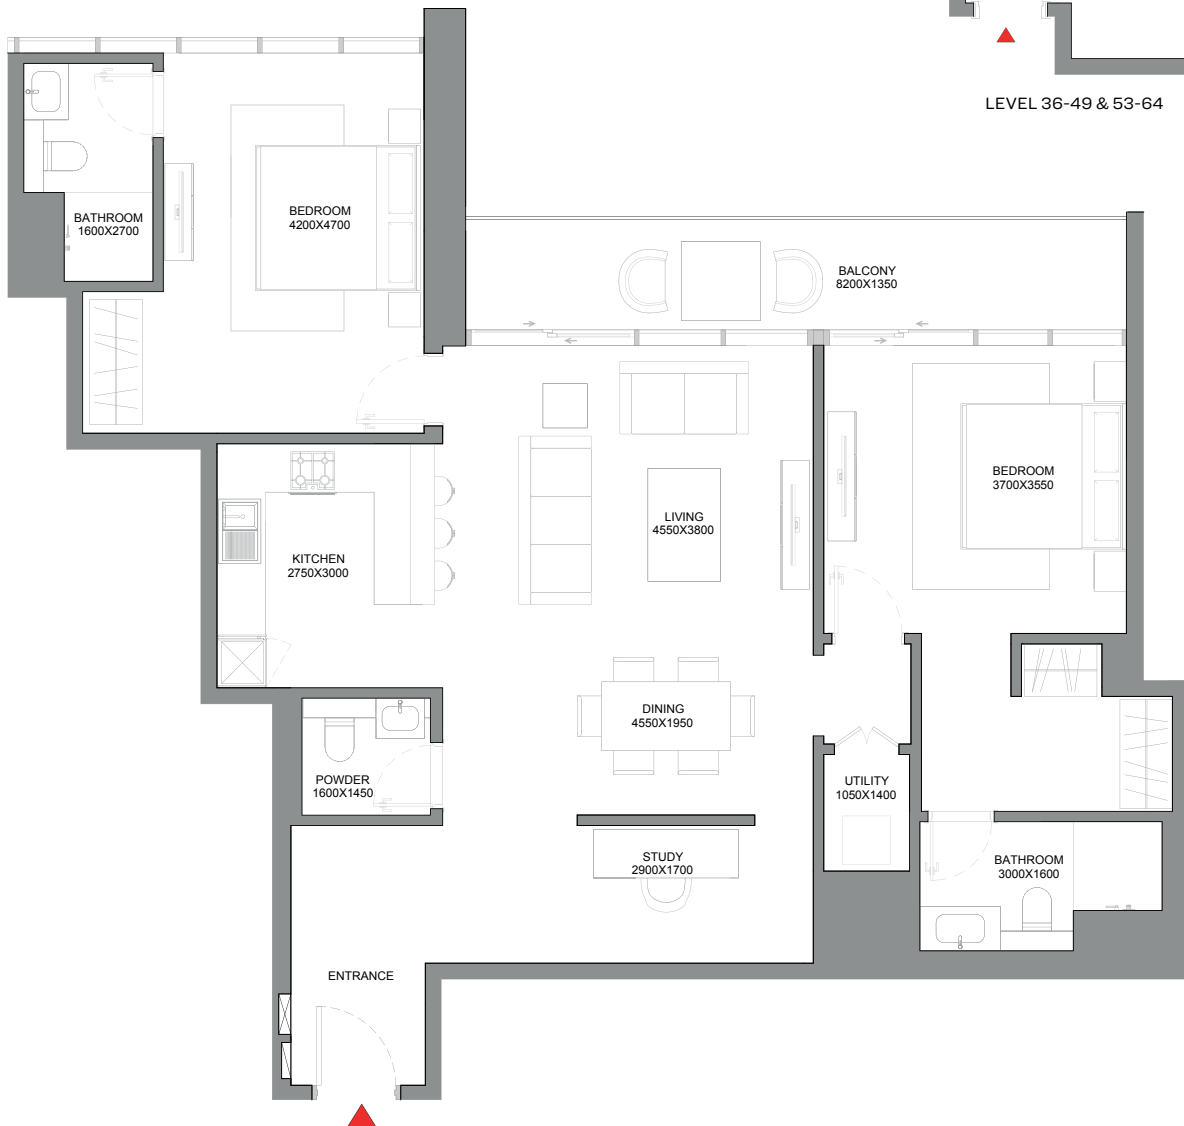 LEVEL 36-49 & 53-64
BATHROOM
1600X2700
BEDROOM
4200X4700
BALCONY
8200X1350
BEDROOM
3700X3550
LIVING
4550X3800
KITCHEN
2750X3000
DINING
4550X1950
POWDER
1600X1450
UTILITY
1050X1400
STUDY
2900X1700
BATHROOM
3000X1600
ENTRANCE